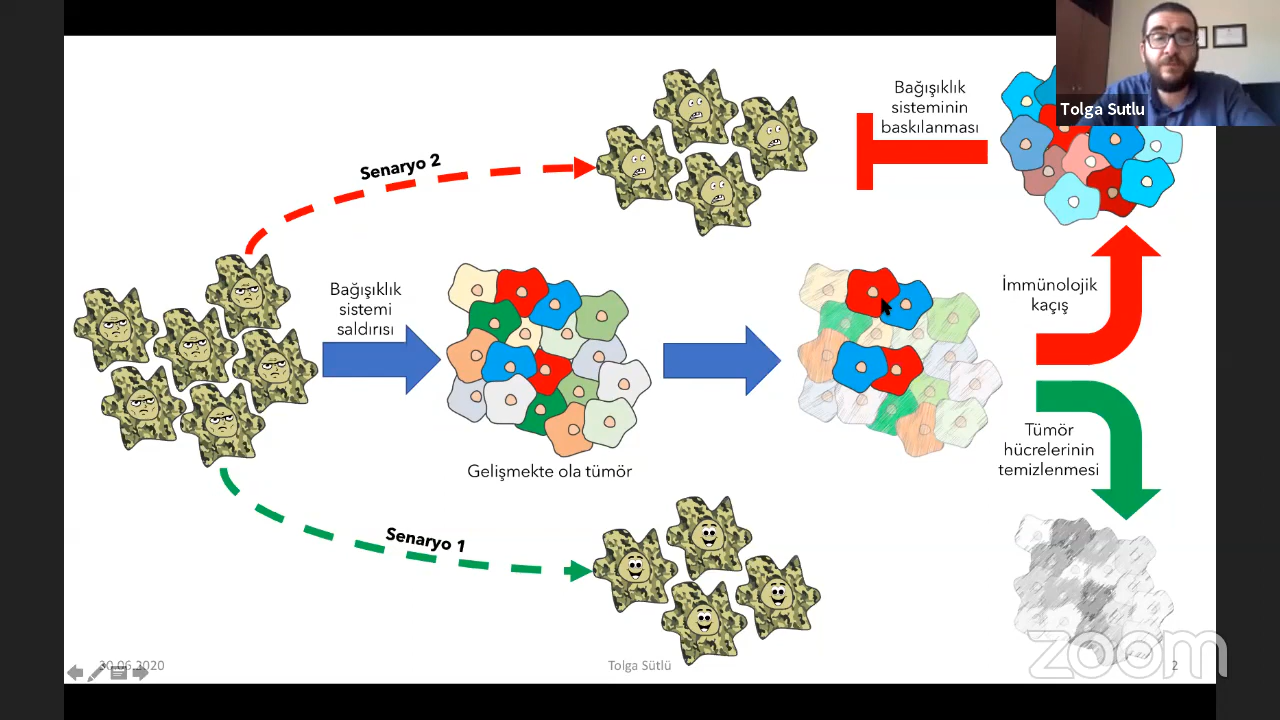 Tolga Sutlu
Bağışıklık
sisteminin
baskılanması
Senaryo 2
Bağışıklık
sistemi
saldırısı
İmmünolojik
kaçış
Gelişmekte ola tümör
Tümör
hücrelerinin
temizlenmesi
Senaryo 1
30.06.2020
Tolga Sütlü
2
zoom